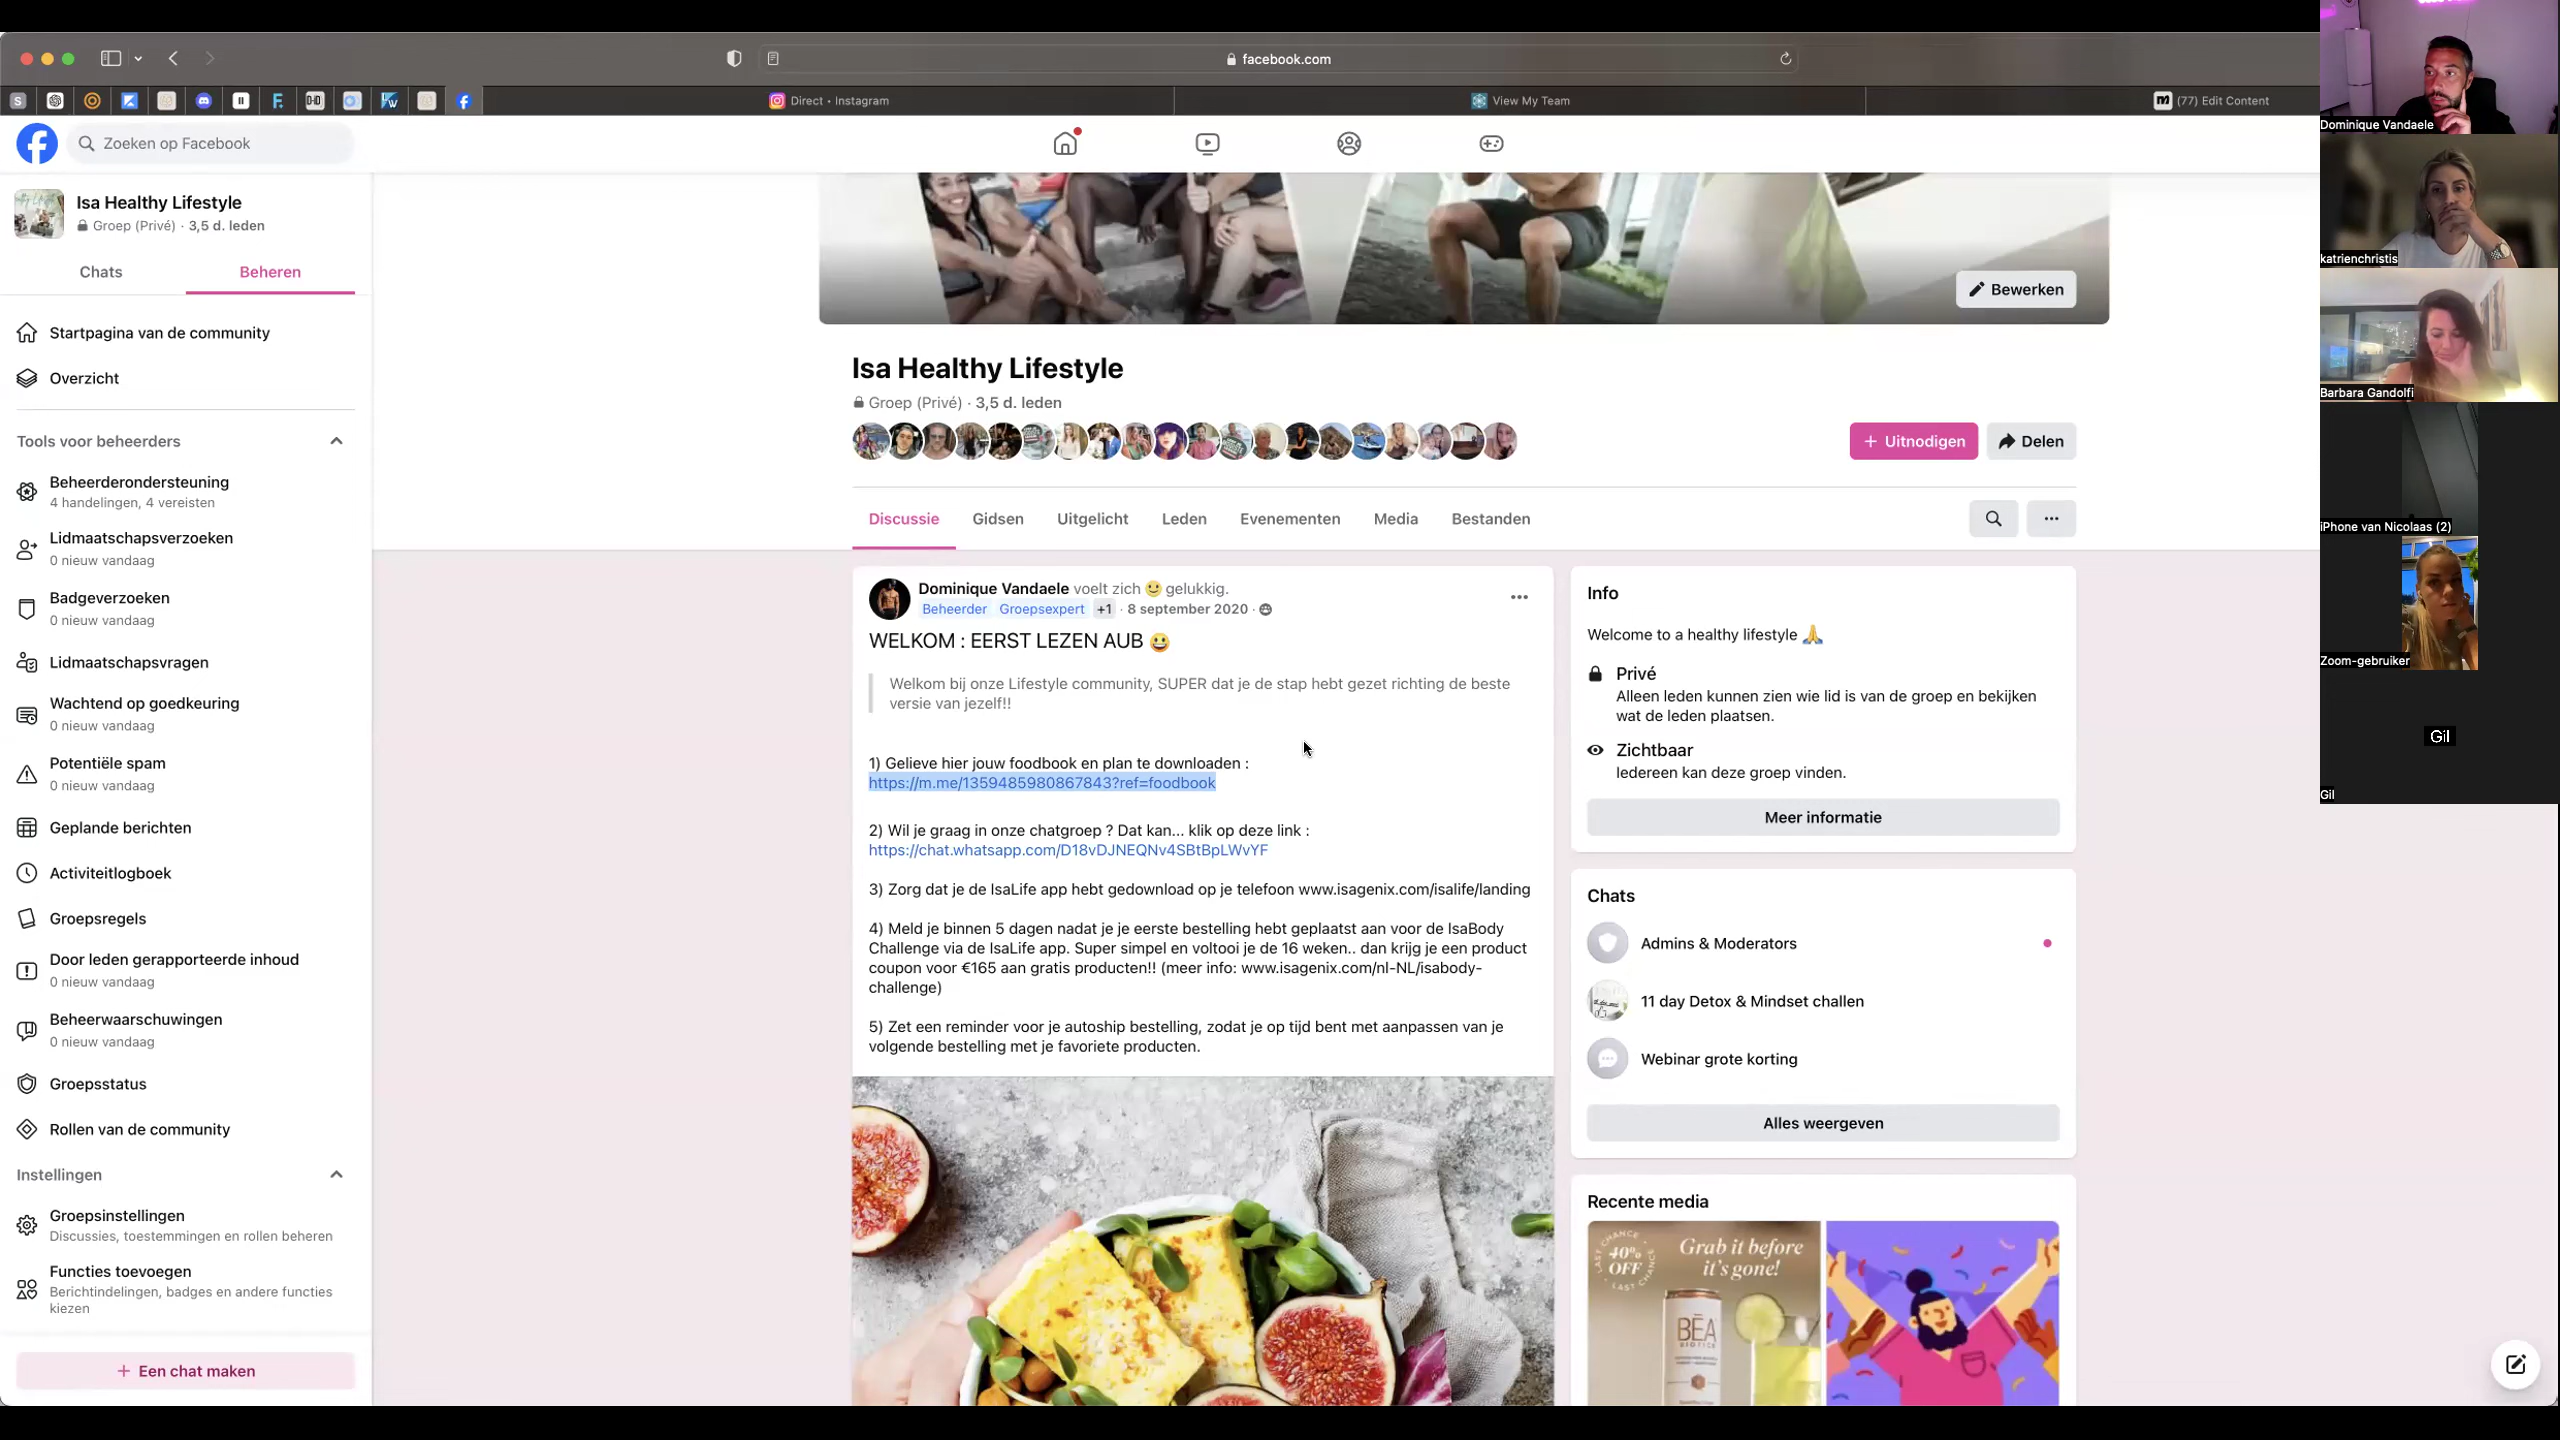 facebook.com
Direct • Instagram
View My Team
(77) Edit Content
Zoeken op Facebook
Isa Healthy Lifestyle
Groep (Privé) · 3,5 d. leden
Chats
Beheren
Startpagina van de community
Overzicht
Tools voor beheerders
Beheerderondersteuning
4 handelingen, 4 vereisten
Lidmaatschapsverzoeken
0 nieuw vandaag
Badgeverzoeken
0 nieuw vandaag
Lidmaatschapsvragen
Wachtend op goedkeuring
0 nieuw vandaag
Potentiële spam
0 nieuw vandaag
Geplande berichten
Activiteitlogboek
Groepsregels
Door leden gerapporteerde inhoud
0 nieuw vandaag
Beheerwaarschuwingen
0 nieuw vandaag
Groepsstatus
Rollen van de community
Instellingen
Groepsinstellingen
Discussies, toestemmingen en rollen beheren
Functies toevoegen
Berichtindelingen, badges en andere functies
kiezen
+ Een chat maken
Bewerken
Isa Healthy Lifestyle
Groep (Privé) · 3,5 d. leden
+ Uitnodigen
Delen
Discussie
Gidsen
Uitgelicht
Leden
Evenementen
Media
Bestanden
Dominique Vandaele voelt zich 🙂 gelukkig.
Beheerder Groepsexpert +1 · 8 september 2020 ·
WELKOM : EERST LEZEN AUB 😀
Welkom bij onze Lifestyle community, SUPER dat je de stap hebt gezet richting de beste
versie van jezelf!!
1) Gelieve hier jouw foodbook en plan te downloaden :
https://m.me/1359485980867843?ref=foodbook
2) Wil je graag in onze chatgroep ? Dat kan... klik op deze link :
https://chat.whatsapp.com/D18vDJNEQNv4SBtBpLWvYF
3) Zorg dat je de IsaLife app hebt gedownload op je telefoon www.isagenix.com/isalife/landing
4) Meld je binnen 5 dagen nadat je je eerste bestelling hebt geplaatst aan voor de IsaBody
Challenge via de IsaLife app. Super simpel en voltooi je de 16 weken.. dan krijg je een product
coupon voor €165 aan gratis producten!! (meer info: www.isagenix.com/nl-NL/isabody-
challenge)
5) Zet een reminder voor je autoship bestelling, zodat je op tijd bent met aanpassen van je
volgende bestelling met je favoriete producten.
Info
Welcome to a healthy lifestyle 🙏
Privé
Alleen leden kunnen zien wie lid is van de groep en bekijken
wat de leden plaatsen.
Zichtbaar
Iedereen kan deze groep vinden.
Meer informatie
Chats
Admins & Moderators
11 day Detox & Mindset challen
Webinar grote korting
Alles weergeven
Recente media
LAST CHANCE
40%
OFF
LAST CHANCE
Grab it before
it's gone!
BĒA
Dominique Vandaele
katrienchristis
Barbara Gandolfi
iPhone van Nicolaas (2)
Zoom-gebruiker
Gil
Gil